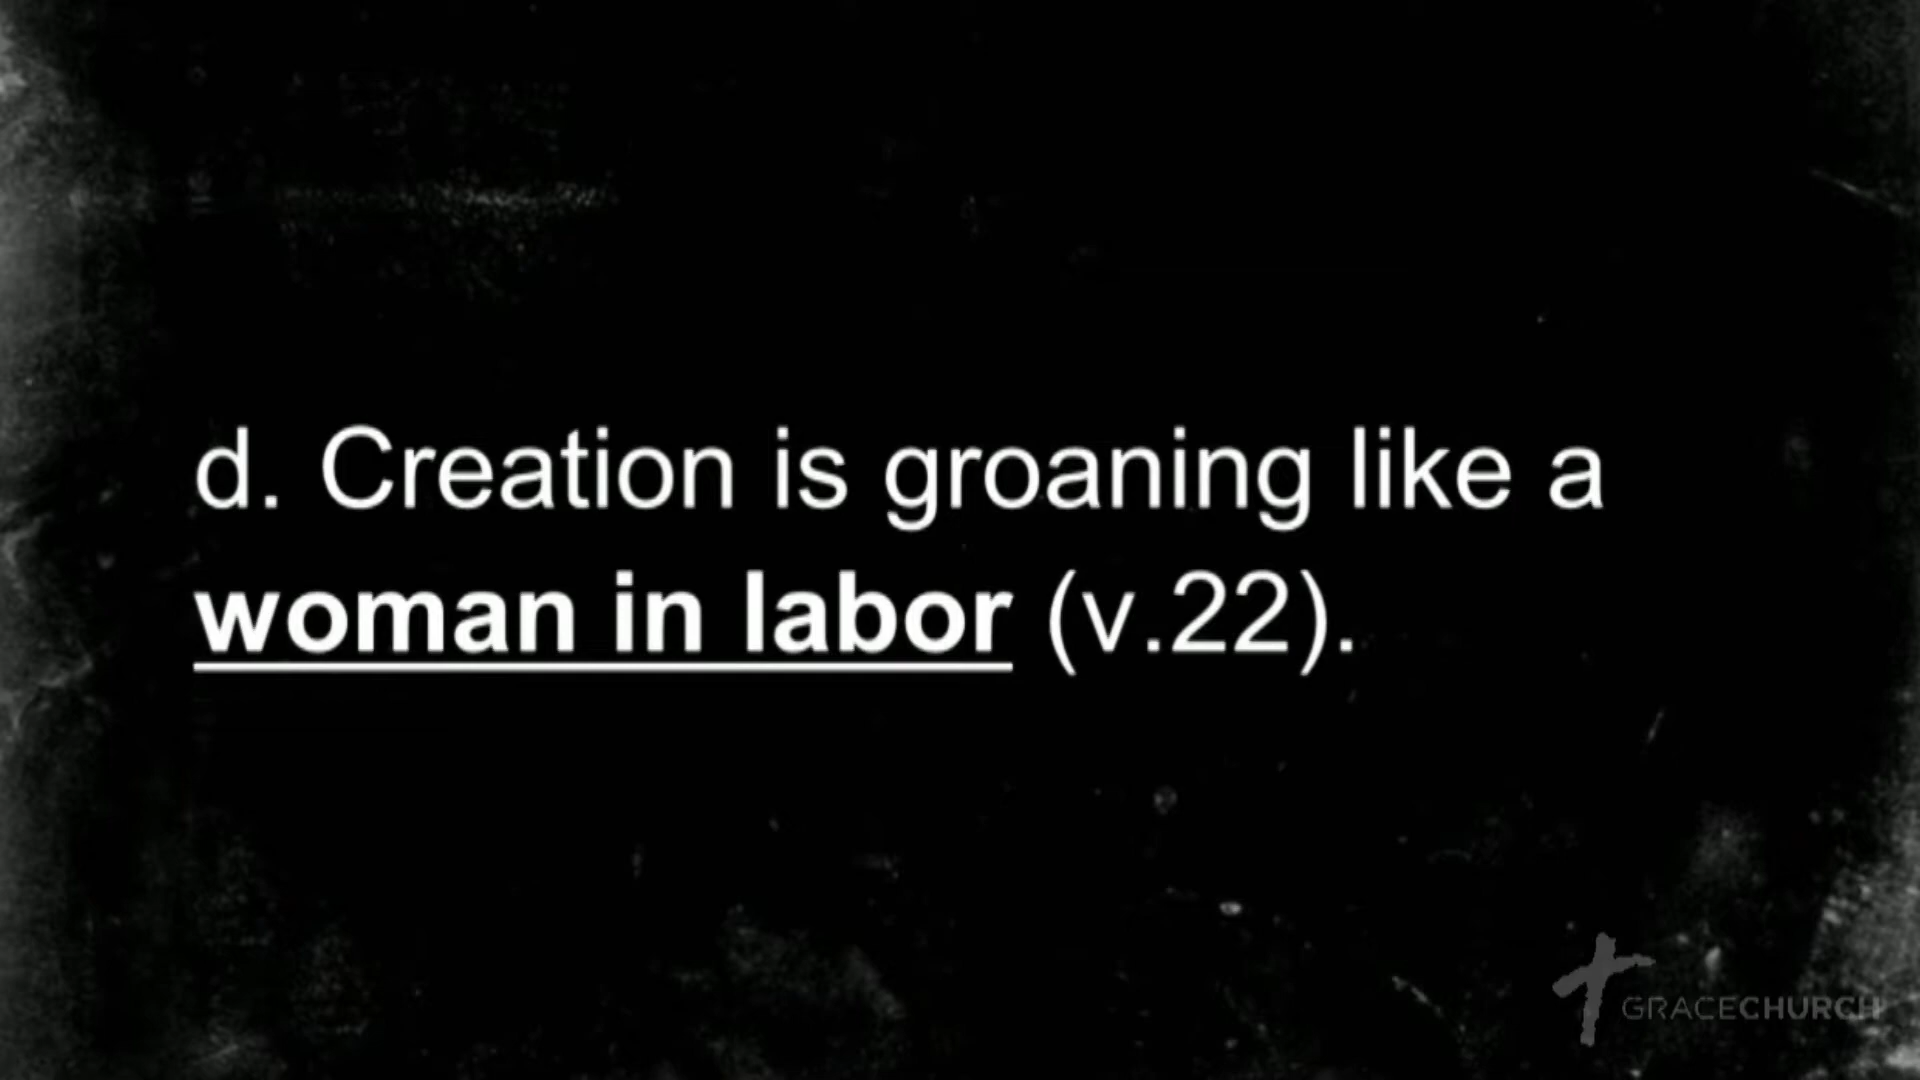 d. Creation is groaning like a
woman in labor (v.22).
GRACECHURCH